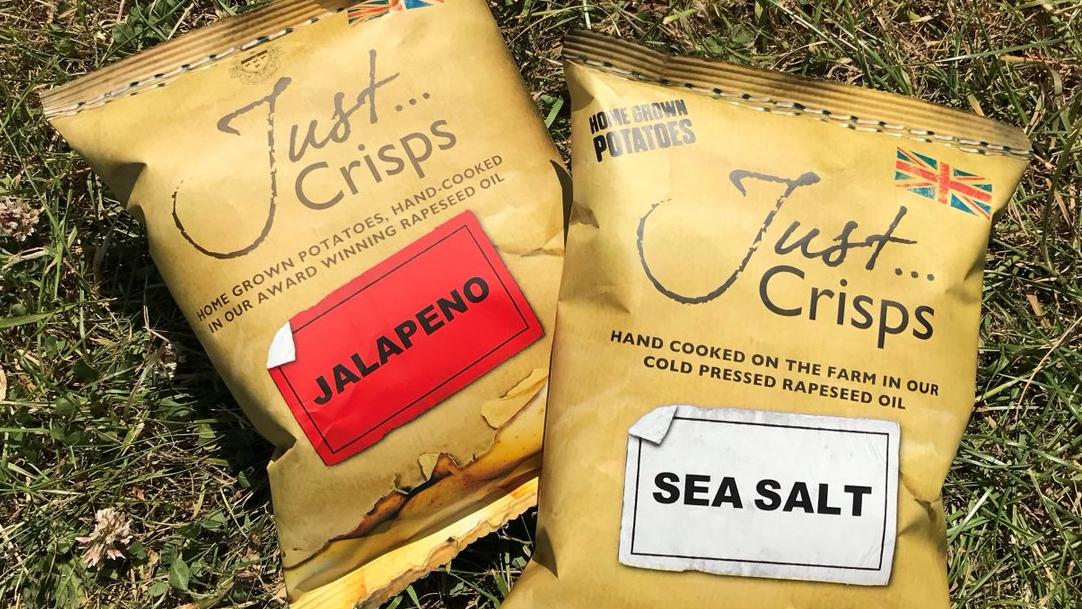 Just...
Crisps
HOME GROWN POTATOES, HAND-COOKED
IN OUR AWARD WINNING RAPESEED OIL
JALAPENO
HOME GROWN
POTATOES
Just...
Crisps
HAND COOKED ON THE FARM IN OUR
COLD PRESSED RAPESEED OIL
SEA SALT